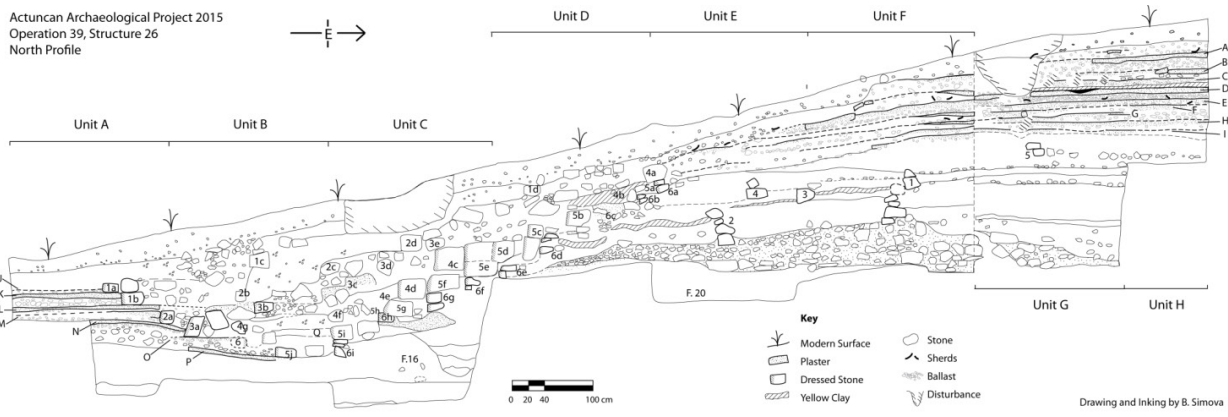 Actuncan Archaeological Project 2015
Operation 39, Structure 26
North Profile
E
Unit D
Unit E
Unit F
Unit A
Unit B
Unit C
A
B
C
D
E
F
G
H
I
5
1d
4a
4b
5a
6a
6b
5b
6c
4
3
1
2
5c
6d
1c
2d
3e
5d
4c
5e
6e
6f
2c
3d
3c
4d
5f
6g
K
L
M
N
O
P
Q
1a
1b
2a
2b
3a
3b
4g
6
4e
4f
5h
6h
5g
5i
5j
6i
F.16
F. 20
Unit G
Unit H
Key
Modern Surface
Plaster
Dressed Stone
Yellow Clay
Stone
Sherds
Ballast
Disturbance
0 20 40 100 cm
Drawing and Inking by B. Simova